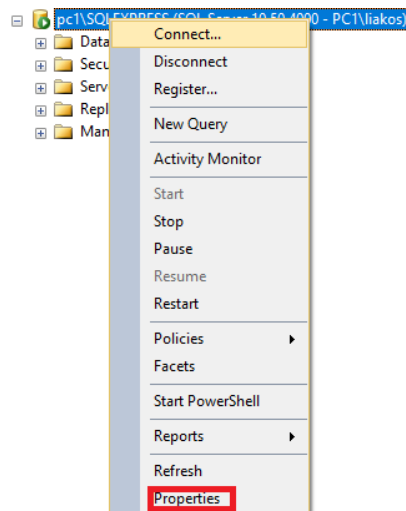 pc1\SQLEXPRESS (SQL Server 10.50.4000 - PC1\liakos)
Data
Secu
Serv
Repl
Man
Connect...
Disconnect
Register...
New Query
Activity Monitor
Start
Stop
Pause
Resume
Restart
Policies
Facets
Start PowerShell
Reports
Refresh
Properties